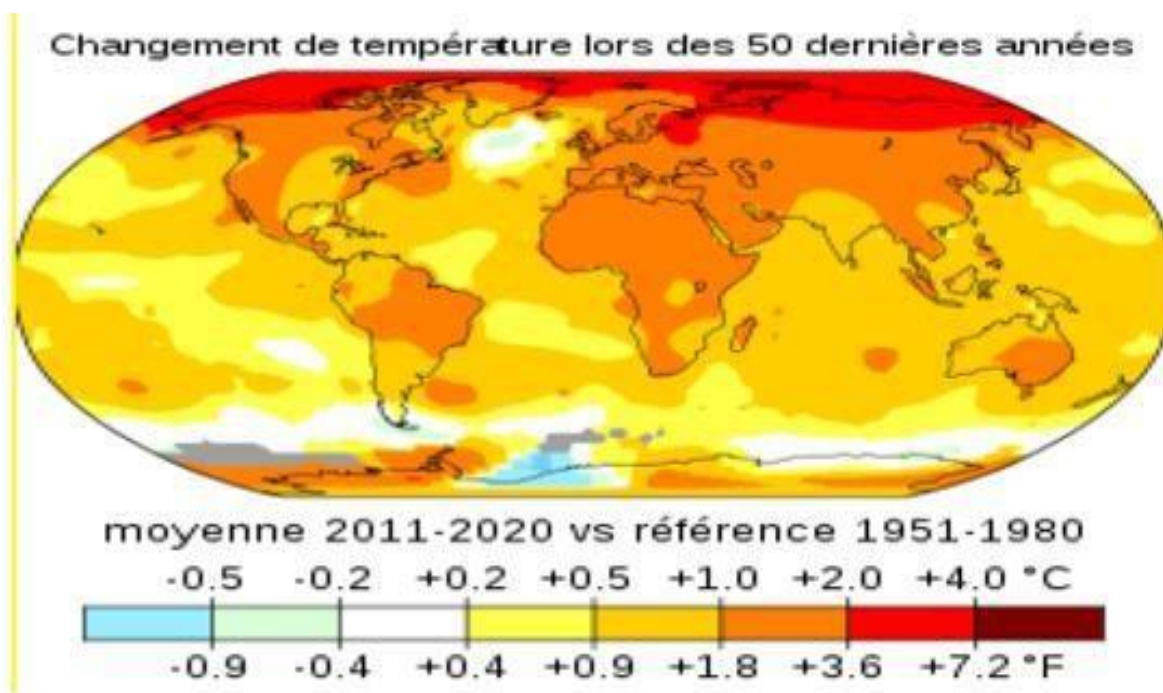 Changement de température lors des 50 dernières années
moyenne 2011-2020 vs référence 1951-1980
-0.5 -0.2 +0.2 +0.5 +1.0 +2.0 +4.0 °C
-0.9 -0.4 +0.4 +0.9 +1.8 +3.6 +7.2 °F